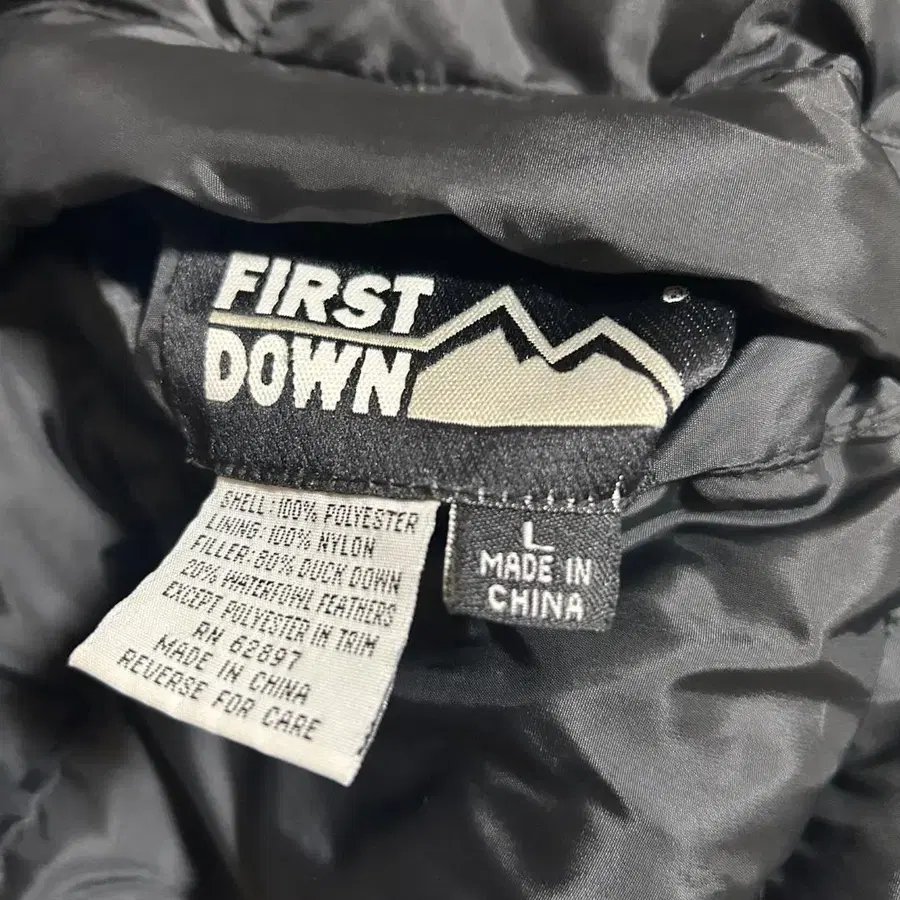 FIRST
DOWN
SHELL: 100% POLYESTER
LINING: 100% NYLON
FILLER: 80% DUCK DOWN
20% WATERFOWL FEATHERS
EXCEPT POLYESTER IN TRIM
RN 62897
MADE IN CHINA
REVERSE FOR CARE
L
MADE IN
CHINA